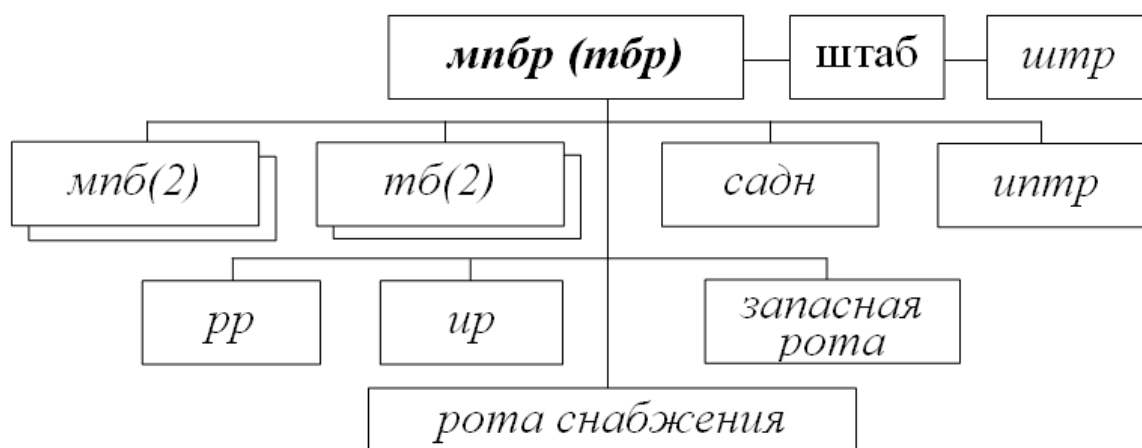 мпбр (тбр)
штаб
штр
мпб(2)
тб(2)
садн
иптр
рр
ир
запасная
рота
рота снабжения